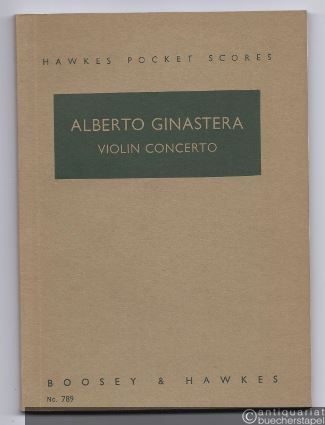 HAWKES POCKET SCORES
ALBERTO GINASTERA
VIOLIN CONCERTO
BOOSEY & HAWKES
No. 789
antiquariat
buecherstapel